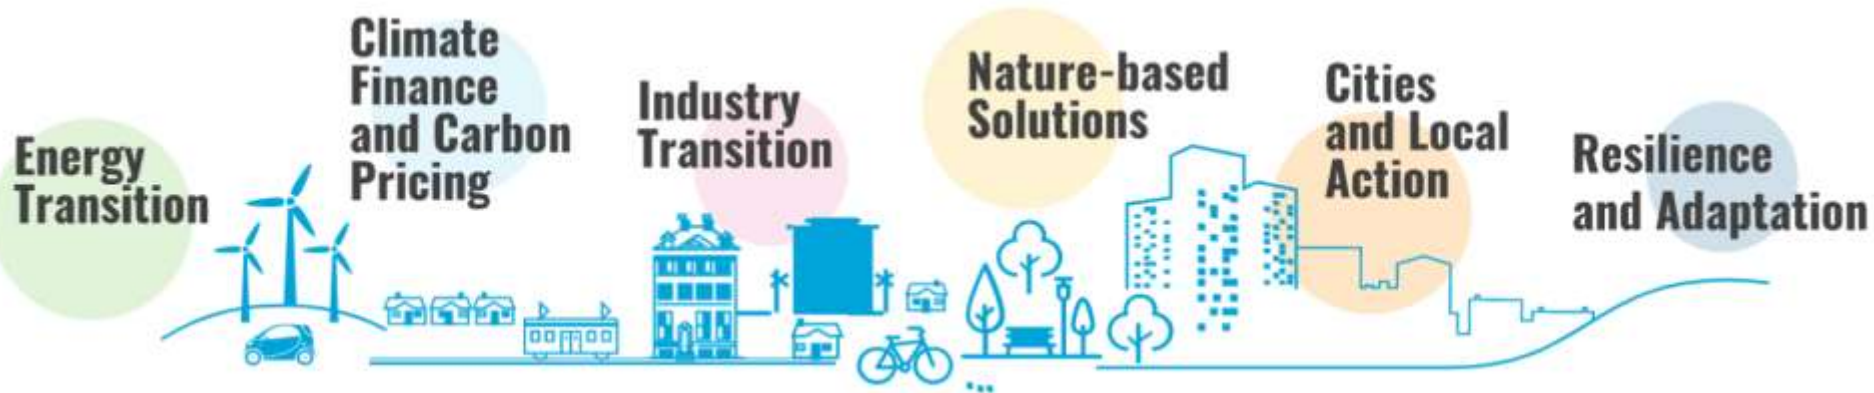 Energy
Transition
Climate
Finance
and Carbon
Pricing
Industry
Transition
Nature-based
Solutions
Cities
and Local
Action
Resilience
and Adaptation